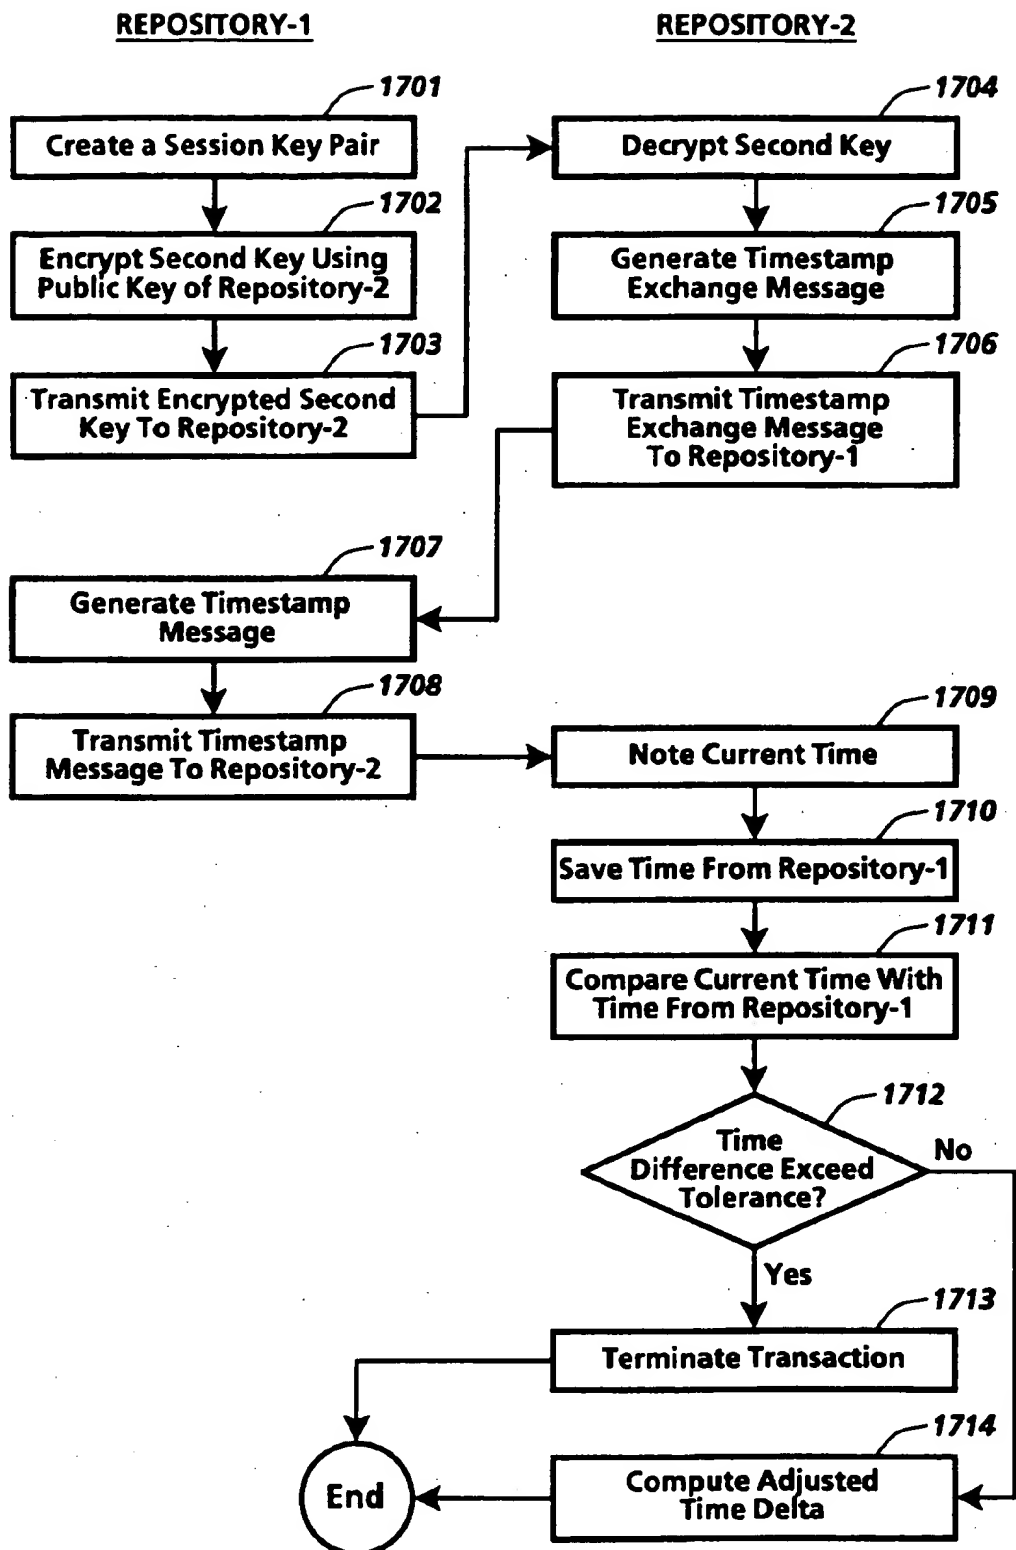 REPOSITORY-1
REPOSITORY-2
1701
Create a Session Key Pair
1702
Encrypt Second Key Using
Public Key of Repository-2
1703
Transmit Encrypted Second
Key To Repository-2
1704
Decrypt Second Key
1705
Generate Timestamp
Exchange Message
1706
Transmit Timestamp
Exchange Message
To Repository-1
1707
Generate Timestamp
Message
1708
Transmit Timestamp
Message To Repository-2
1709
Note Current Time
1710
Save Time From Repository-1
1711
Compare Current Time With
Time From Repository-1
1712
Time
Difference Exceed
Tolerance?
No
Yes
1713
Terminate Transaction
1714
Compute Adjusted
Time Delta
End